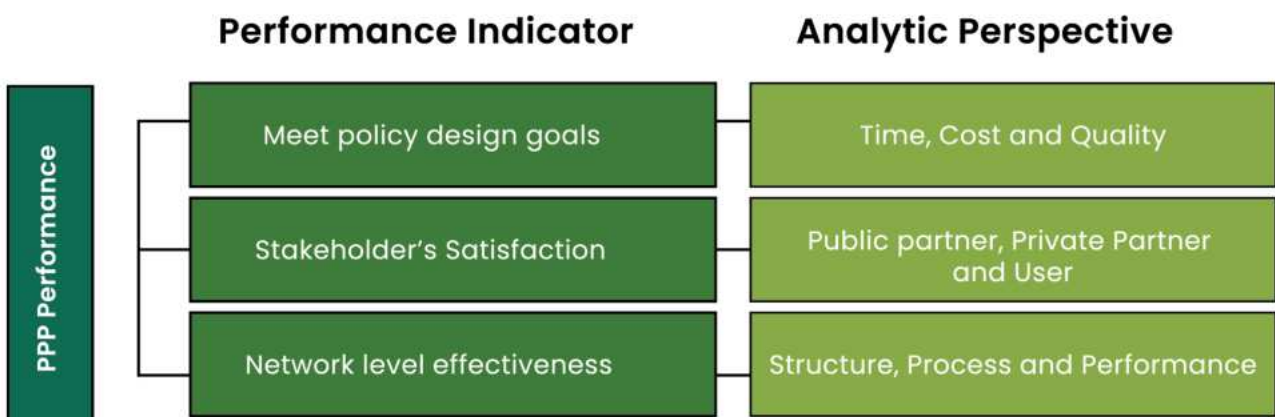 Performance Indicator
Analytic Perspective
PPP Performance
Meet policy design goals
Time, Cost and Quality
Stakeholder’s Satisfaction
Public partner, Private Partner
and User
Network level effectiveness
Structure, Process and Performance